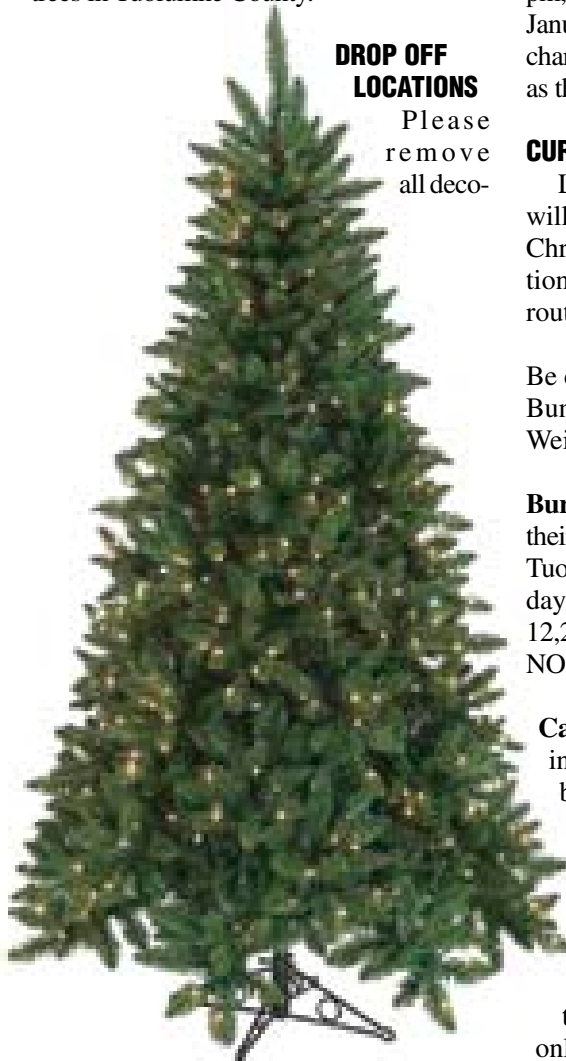 trees in Tuolumne County.
DROP OFF
LOCATIONS
Please
remove
all deco-
Janu
char
as th
CUR
will
Chr
tion
rout
Be
Bur
Wei
Bur
thei
Tuo
day
12,2
NO
Ca
in
b
t
onl